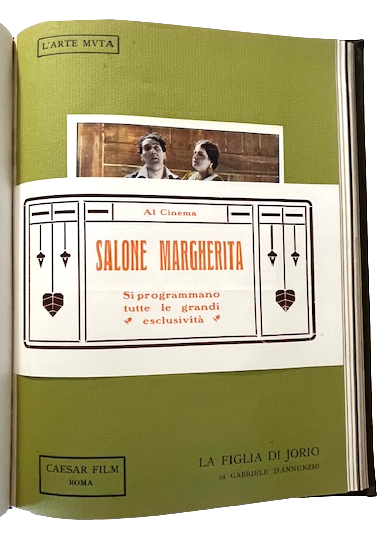 L'ARTE MVTA
Al Cinema
SALONE MARGHERITA
Si programmano
tutte le grandi
esclusività
CAESAR FILM
ROMA
LA FIGLIA DI JORIO
DI GABRIELE D'ANNUNZIO